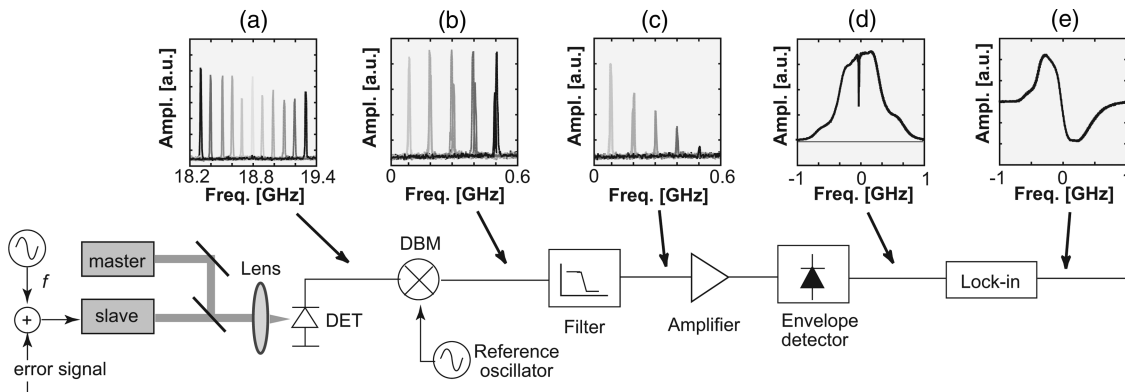 (a) (b) (c) (d) (e)
Ampl. [a.u.]
18.2 18.8 19.4
Freq. [GHz]
Ampl. [a.u.]
0 0.6
Freq. [GHz]
Ampl. [a.u.]
0 0.6
Freq. [GHz]
Ampl. [a.u.]
-1 0 1
Freq. [GHz]
Ampl. [a.u.]
-1 0 1
Freq. [GHz]
f
+
error signal
master
slave
Lens
DET
DBM
Reference
oscillator
Filter
Amplifier
Envelope
detector
Lock-in